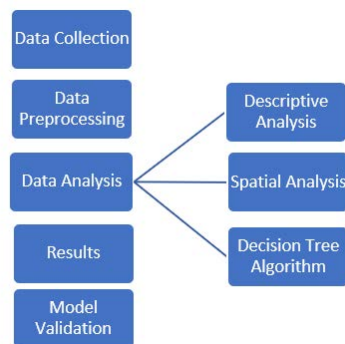 Data Collection
Data
Preprocessing
Data Analysis
Results
Model
Validation
Descriptive
Analysis
Spatial Analysis
Decision Tree
Algorithm